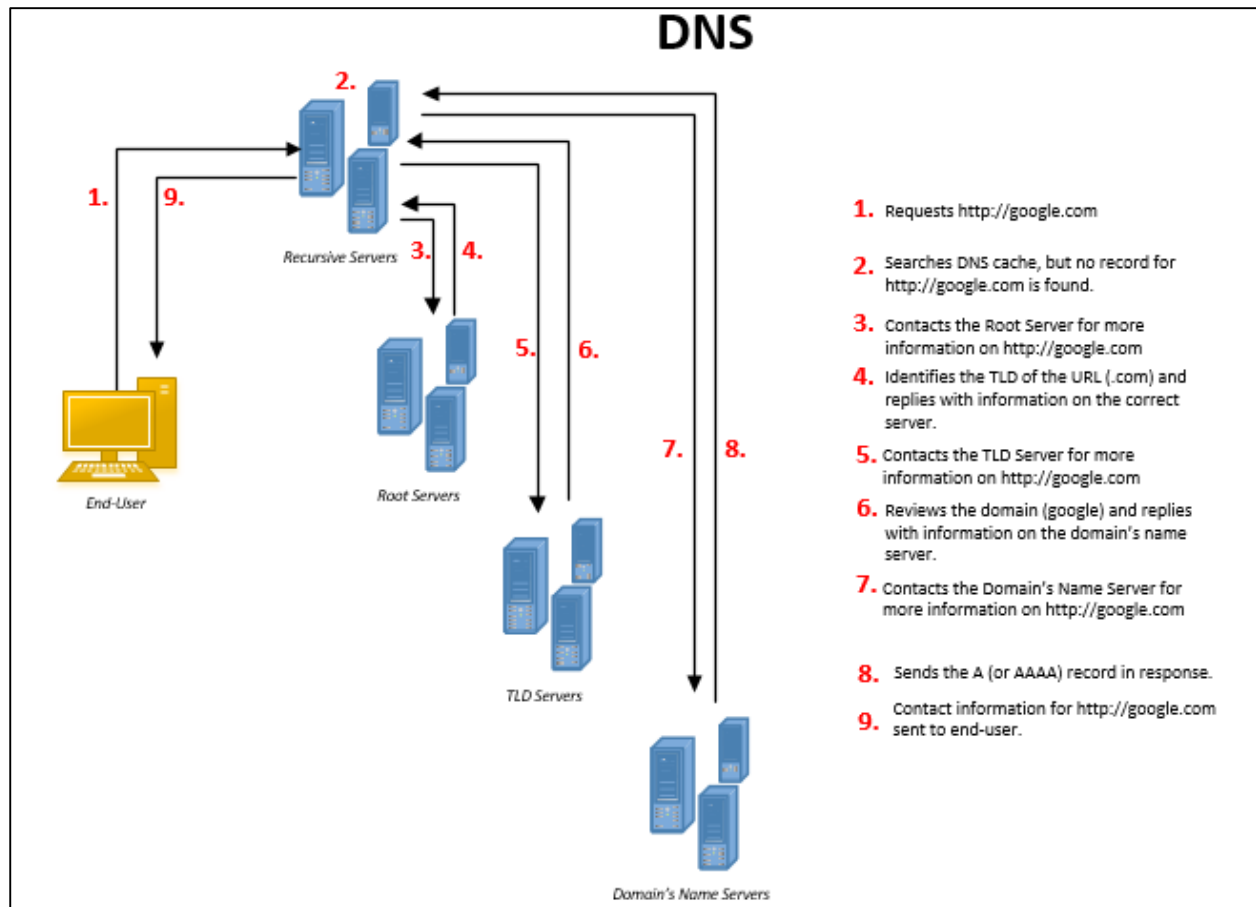 DNS
2.
1.
9.
Recursive Servers
3.
4.
5.
6.
End-User
Root Servers
7.
8.
TLD Servers
Domain's Name Servers
1. Requests http://google.com
2. Searches DNS cache, but no record for
http://google.com is found.
3. Contacts the Root Server for more
information on http://google.com
4. Identifies the TLD of the URL (.com) and
replies with information on the correct
server.
5. Contacts the TLD Server for more
information on http://google.com
6. Reviews the domain (google) and replies
with information on the domain's name
server.
7. Contacts the Domain's Name Server for
more information on http://google.com
8. Sends the A (or AAAA) record in response.
9. Contact information for http://google.com
sent to end-user.